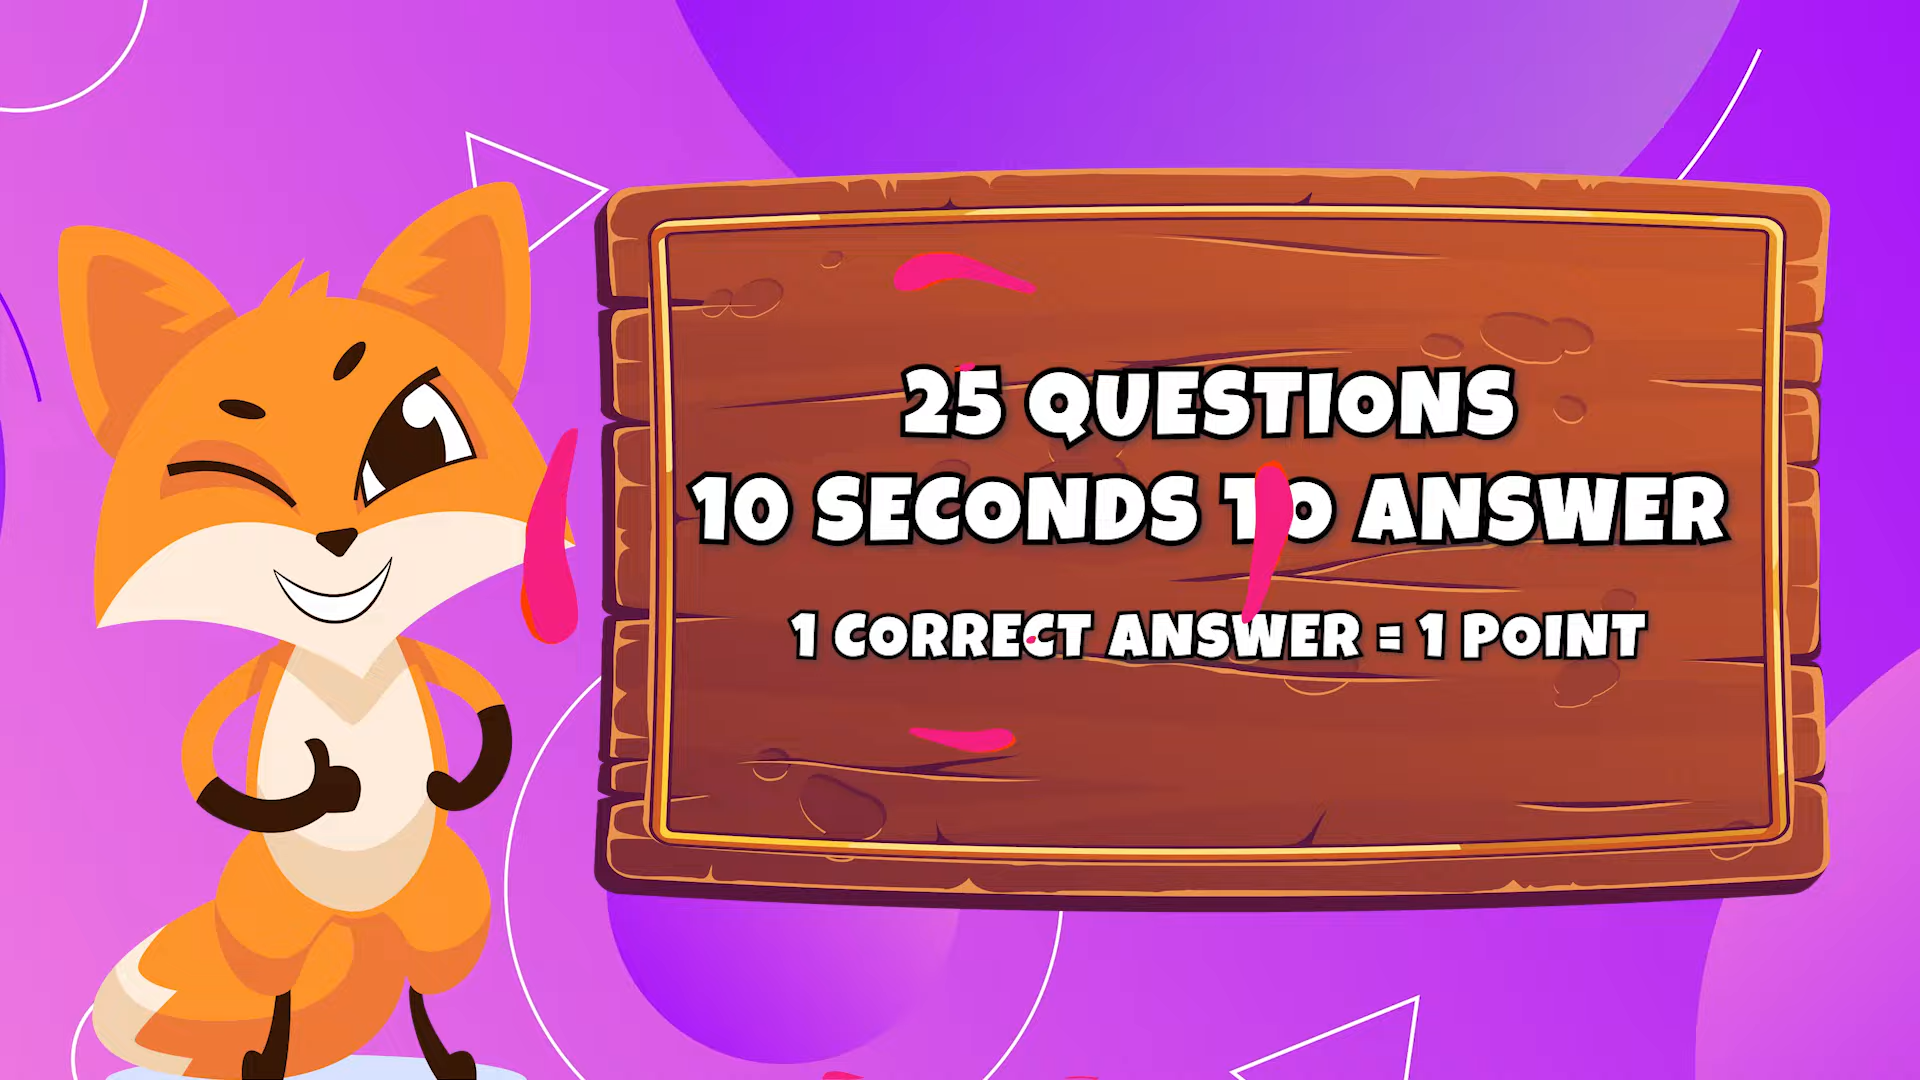 25 QUESTIONS
10 SECONDS TO ANSWER
1 CORRECT ANSWER = 1 POINT